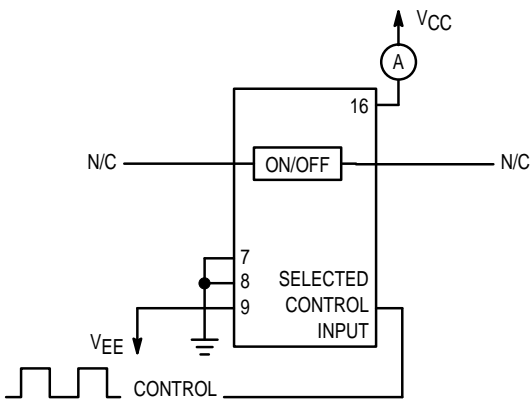 VCC
A
16
N/C
ON/OFF
N/C
7
8
9
SELECTED
CONTROL
INPUT
VEE
CONTROL